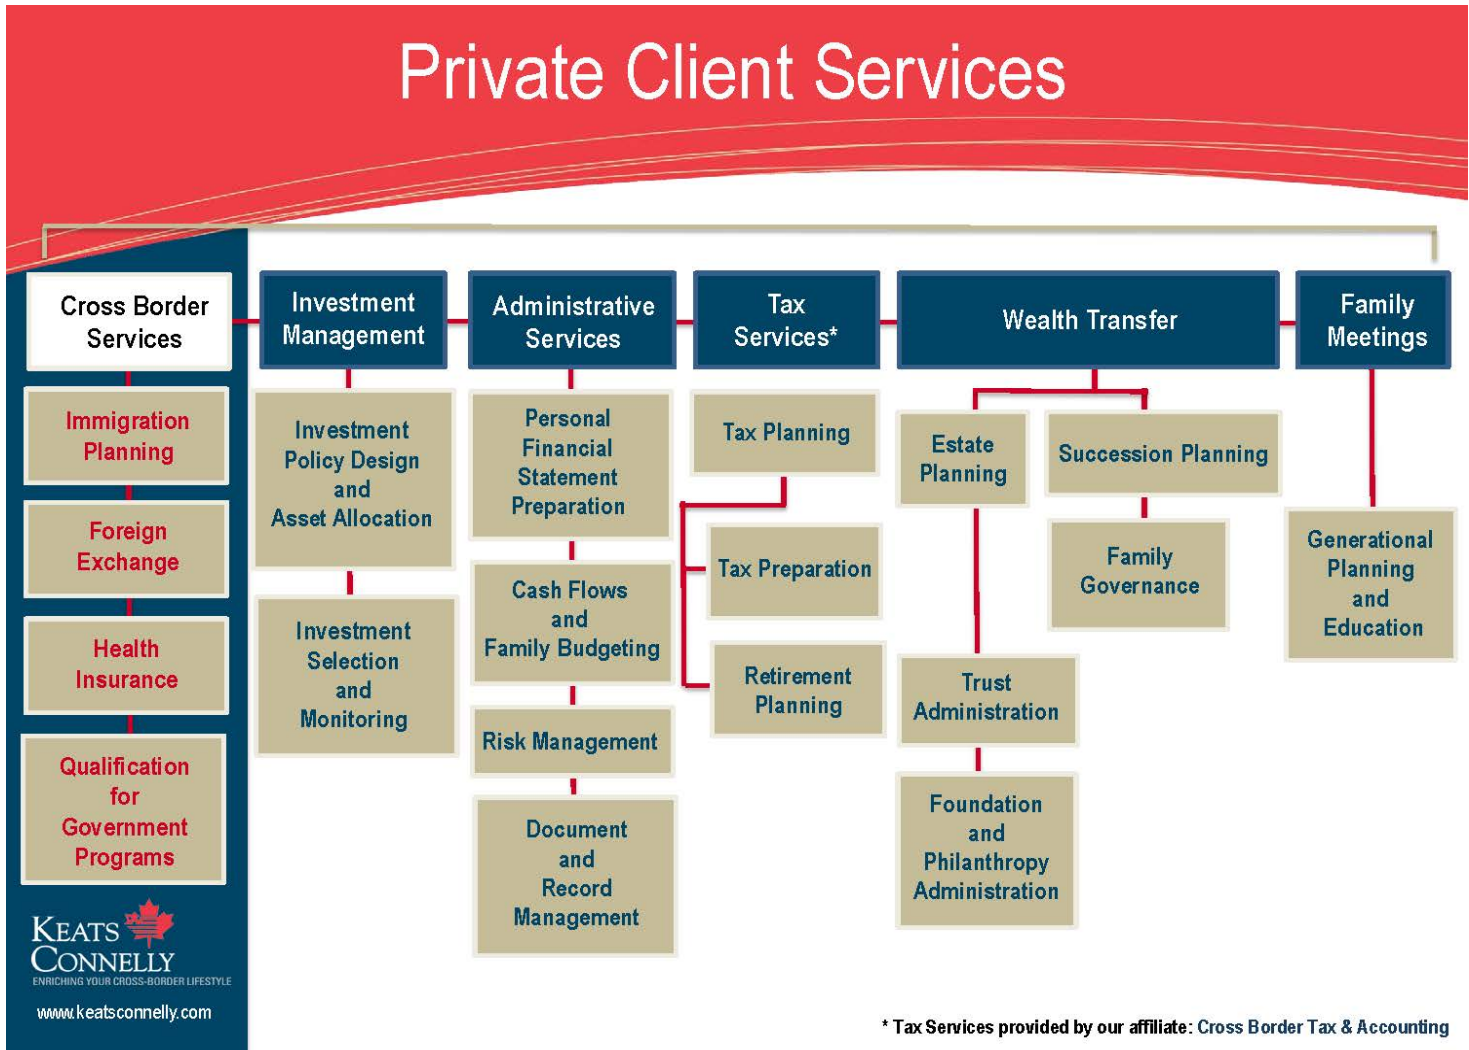 Private Client Services
Cross Border
Services
Immigration
Planning
Foreign
Exchange
Health
Insurance
Qualification
for
Government
Programs
Investment
Management
Investment
Policy Design
and
Asset Allocation
Investment
Selection
and
Monitoring
Administrative
Services
Personal
Financial
Statement
Preparation
Cash Flows
and
Family Budgeting
Risk Management
Document
and
Record
Management
Tax
Services*
Tax Planning
Tax Preparation
Retirement
Planning
Wealth Transfer
Estate
Planning
Trust
Administration
Foundation
and
Philanthropy
Administration
Succession Planning
Family
Governance
Family
Meetings
Generational
Planning
and
Education
KEATS
CONNELLY
ENRICHING YOUR CROSS-BORDER LIFESTYLE
www.keatsconnelly.com
* Tax Services provided by our affiliate: Cross Border Tax & Accounting